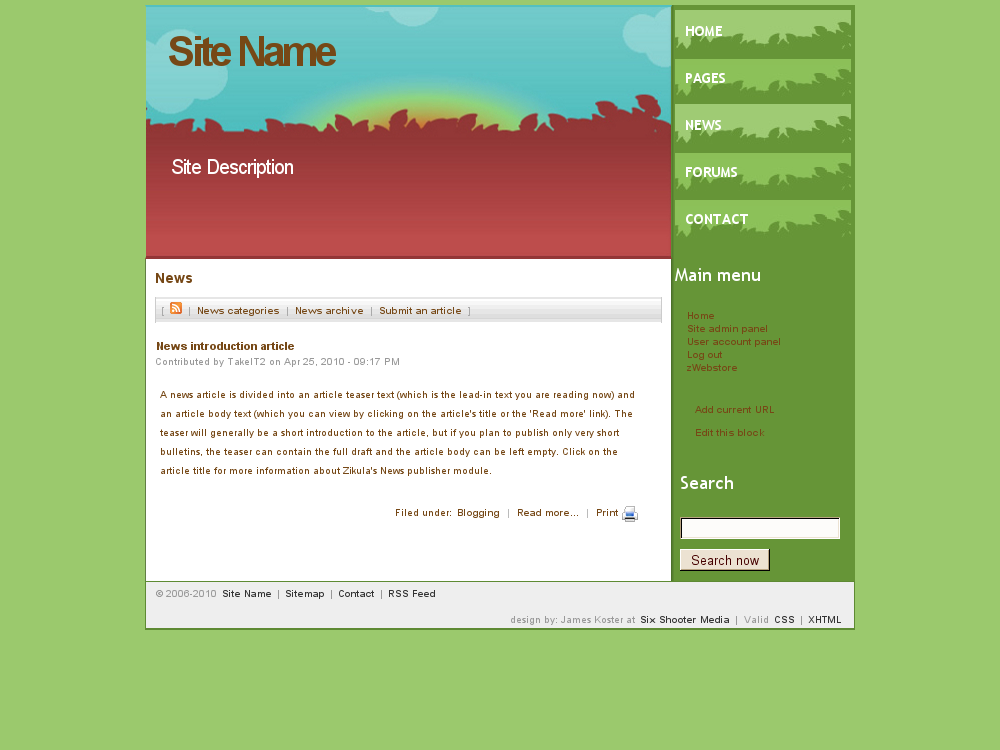 Site Name
Site Description
HOME
PAGES
NEWS
FORUMS
CONTACT
News
[ | News categories | News archive | Submit an article ]
News introduction article
Contributed by TakeIT2 on Apr 25, 2010 - 09:17 PM
A news article is divided into an article teaser text (which is the lead-in text you are reading now) and
an article body text (which you can view by clicking on the article's title or the 'Read more' link). The
teaser will generally be a short introduction to the article, but if you plan to publish only very short
bulletins, the teaser can contain the full draft and the article body can be left empty. Click on the
article title for more information about Zikula's News publisher module.
Filed under: Blogging | Read more... | Print
Main menu
Home
Site admin panel
User account panel
Log out
zWebstore
Add current URL
Edit this block
Search
Search now
© 2006-2010 Site Name | Sitemap | Contact | RSS Feed
design by: James Koster at Six Shooter Media | Valid CSS | XHTML